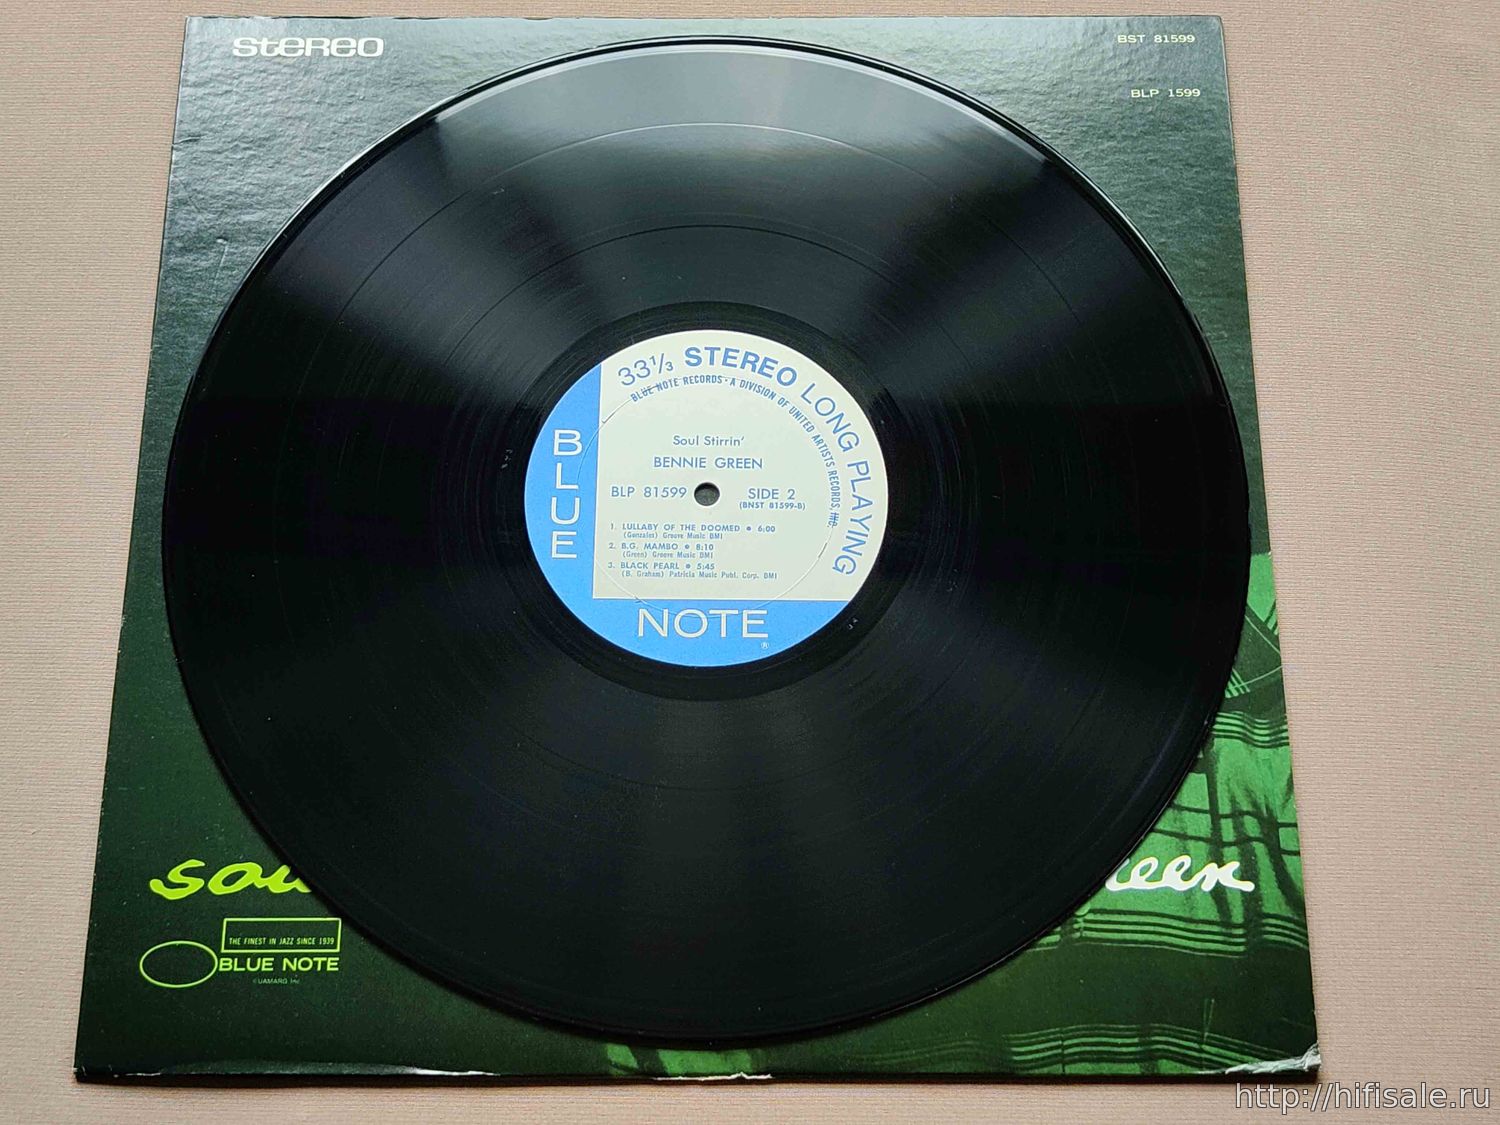 stereo
BST 81599
BLP 1599
33⅓ STEREO LONG PLAYING
BLUE NOTE RECORDS · A DIVISION OF UNITED ARTISTS RECORDS, INC.
Soul Stirrin'
BENNIE GREEN
BLP 81599
SIDE 2
(BNST 81599-B)
1. LULLABY OF THE DOOMED • 6:00
(Gonzales) Groove Music BMI
2. B.G. MAMBO • 8:10
(Green) Groove Music BMI
3. BLACK PEARL • 5:45
(B. Graham) Patricia Music Publ. Corp. BMI
BLUE
NOTE
®
THE FINEST IN JAZZ SINCE 1939
BLUE NOTE
© UAMARG, Inc.
http://hifisale.ru